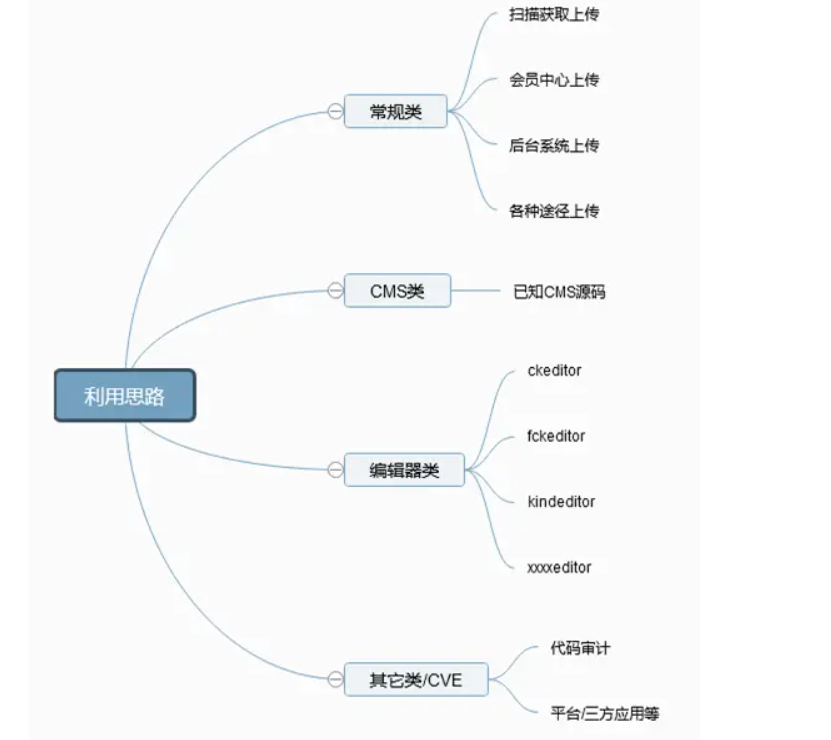 利用思路
常规类
扫描获取上传
会员中心上传
后台系统上传
各种途径上传
CMS类
已知CMS源码
编辑器类
ckeditor
fckeditor
kindeditor
xxxxeditor
其它类/CVE
代码审计
平台/三方应用等